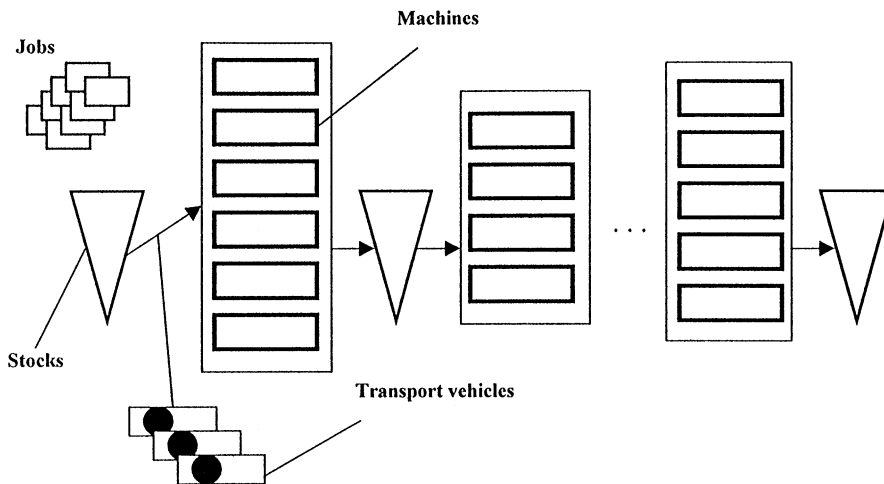 Machines
Jobs
. . .
Stocks
Transport vehicles